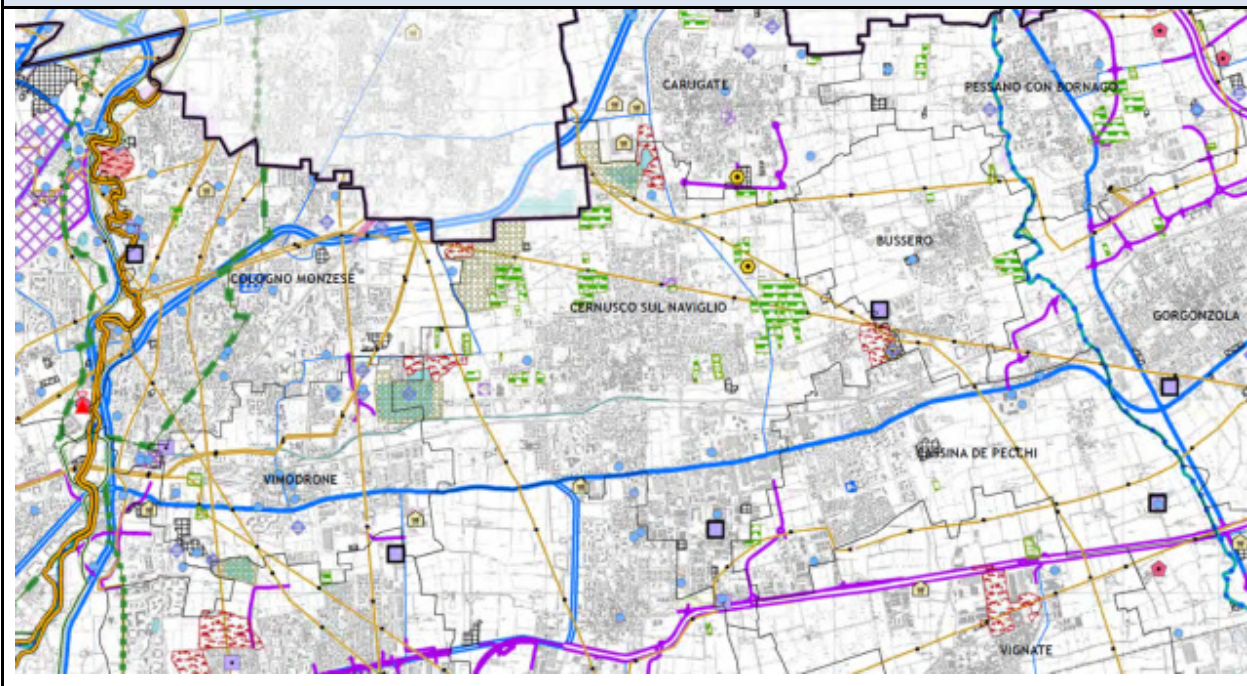 CARUGATE
PESSANO CON BORNAGO
BUSSERO
COLOGNO MONZESE
CERNUSCO SUL NAVIGLIO
GORGONZOLA
CASSINA DE PECCHI
VIMODRONE
VIGNATE